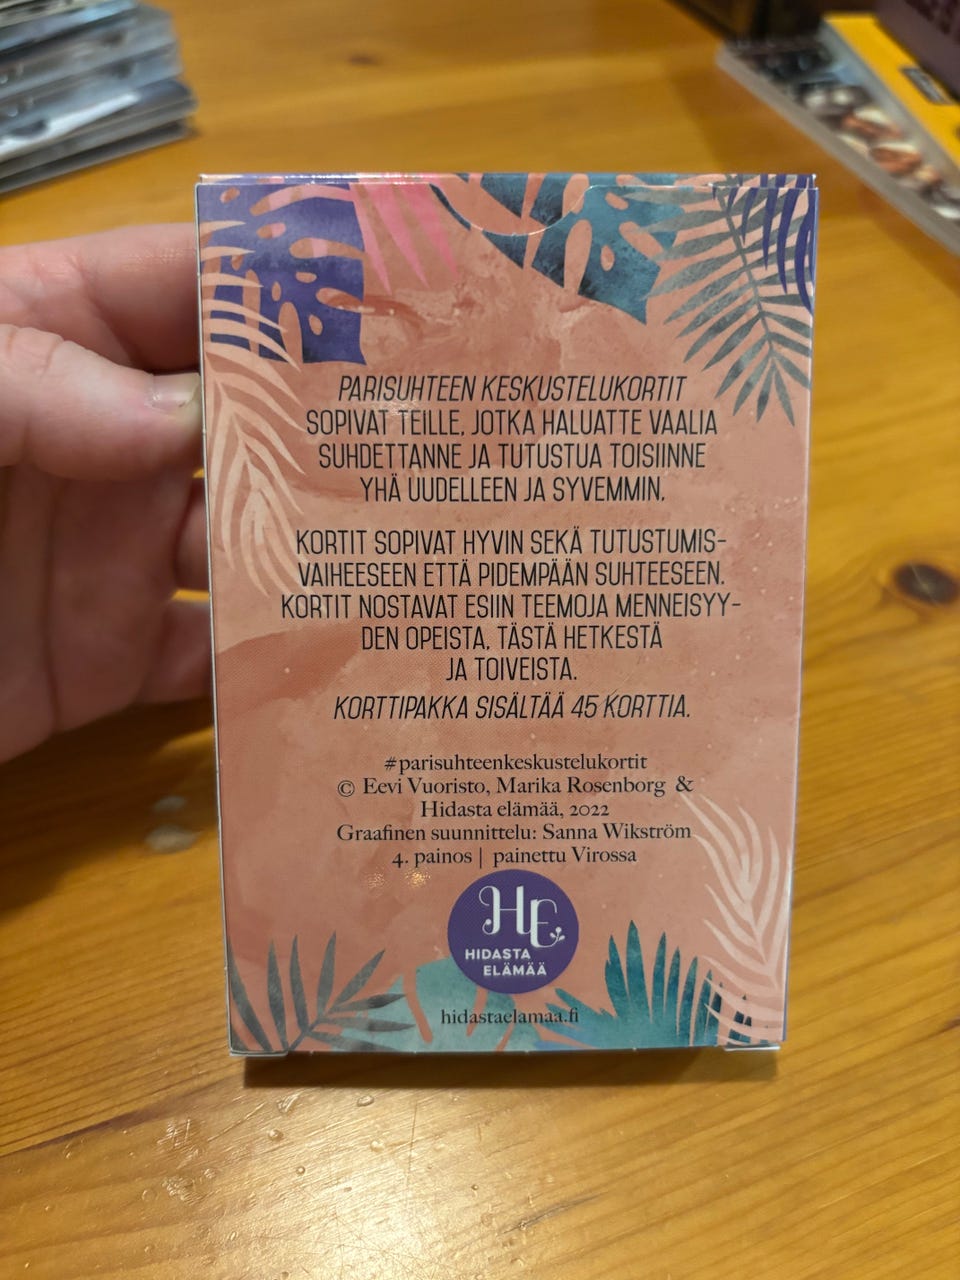 PARISUHTEEN KESKUSTELUKORTIT
SOPIVAT TEILLE, JOTKA HALUATTE VAALIA
SUHDETTANNE JA TUTUSTUA TOISIINNE
YHÄ UUDELLEEN JA SYVEMMIN.
KORTIT SOPIVAT HYVIN SEKÄ TUTUSTUMIS-
VAIHEESEEN ETTÄ PIDEMPÄÄN SUHTEESEEN.
KORTIT NOSTAVAT ESIIN TEEMOJA MENNEISYY-
DEN OPEISTA, TÄSTÄ HETKESTÄ
JA TOIVEISTA.
KORTTIPAKKA SISÄLTÄÄ 45 KORTTIA.
#parisuhteenkeskustelukortit
© Eevi Vuoristo, Marika Rosenborg &
Hidasta elämää, 2022
Graafinen suunnittelu: Sanna Wikström
4. painos | painettu Virossa
HE
HIDASTA
ELÄMÄÄ
hidastaelamaa.fi